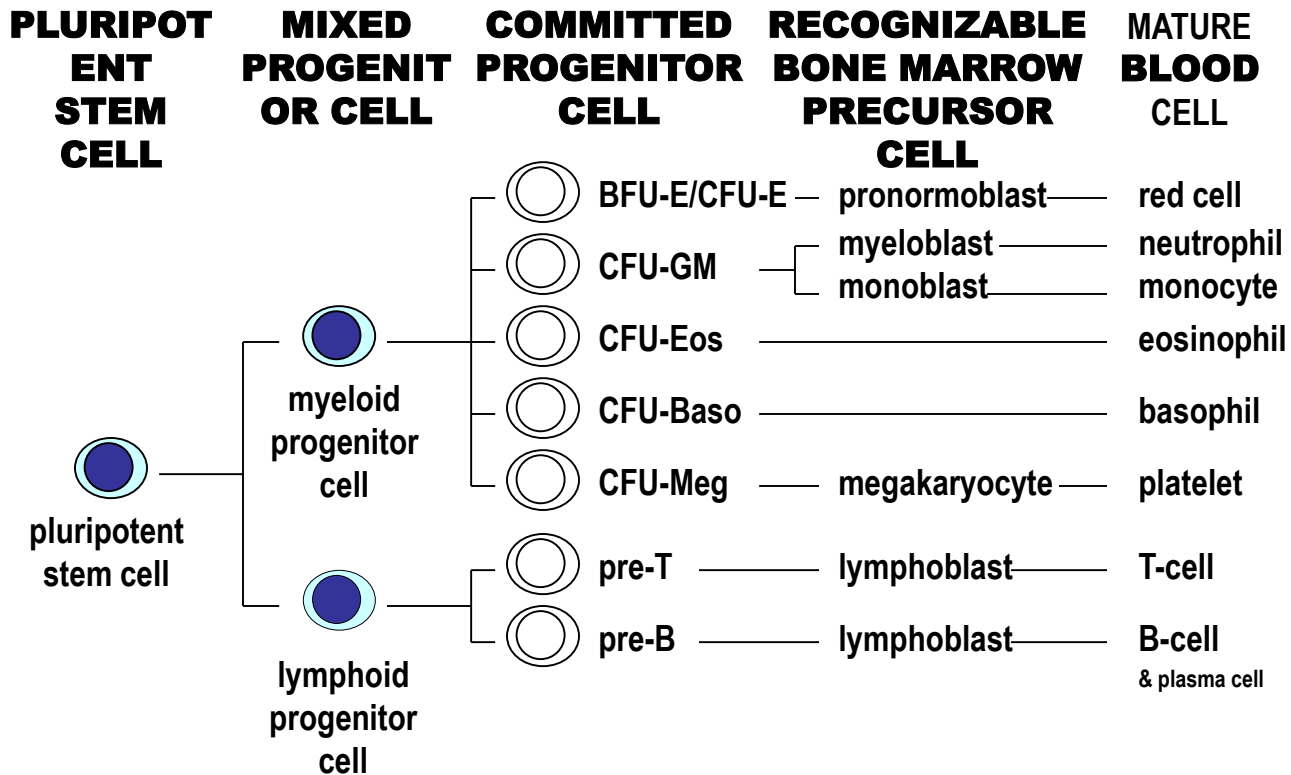 PLURIPOT
ENT
STEM
CELL
MIXED
PROGENIT
OR CELL
COMMITTED
PROGENITOR
CELL
RECOGNIZABLE
BONE MARROW
PRECURSOR
CELL
MATURE
BLOOD
CELL
BFU-E/CFU-E pronormoblast red cell
CFU-GM
myeloblast neutrophil
monoblast monocyte
CFU-Eos eosinophil
CFU-Baso basophil
CFU-Meg megakaryocyte platelet
myeloid
progenitor
cell
pluripotent
stem cell
pre-T lymphoblast T-cell
pre-B lymphoblast B-cell
& plasma cell
lymphoid
progenitor
cell